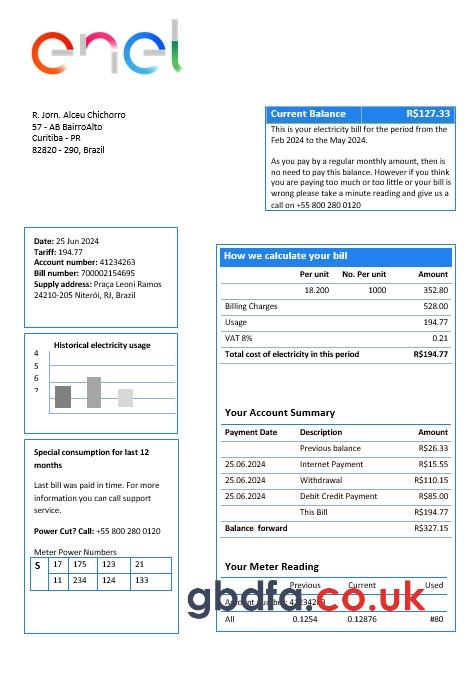 enel
R. Jorn. Alceu Chichorro
57 - AB BairroAlto
Curitiba - PR
82820 - 290, Brazil
Current Balance R$127.33
This is your electricity bill for the period from the
Feb 2024 to the May 2024.
As you pay by a regular monthly amount, then is
no need to pay this balance. However if you think
you are paying too much or too little or your bill is
wrong please take a minute reading and give us a
call on +55 800 280 0120
Date: 25 Jun 2024
Tariff: 194.77
Account number: 41234263
Bill number: 700002154695
Supply address: Praça Leoni Ramos
24210-205 Niterói, RJ, Brazil
How we calculate your bill
Per unit No. Per unit Amount
18.200 1000 352.80
Billing Charges 528.00
Usage 194.77
VAT 8% 0.21
Total cost of electricity in this period R$194.77
Historical electricity usage
4
5
6
Your Account Summary
Payment Date Description Amount
Previous balance R$26.33
25.06.2024 Internet Payment R$15.55
25.06.2024 Withdrawal R$110.15
25.06.2024 Debit Credit Payment R$85.00
This Bill R$194.77
Balance forward R$327.15
Special consumption for last 12
months
Last bill was paid in time. For more
information you can call support
service.
Power Cut? Call: +55 800 280 0120
Meter Power Numbers
S 17 175 123 21
11 234 124 133
Your Meter Reading
Previous Current Used
gbdfa.co.uk
All 0.1254 0.12876 #80